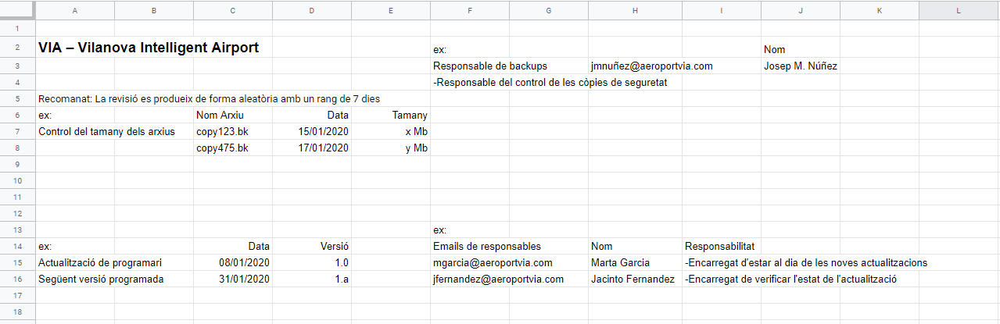 A B C D E F G H I J K L
1
2 VIA – Vilanova Intelligent Airport ex: Nom
3 Responsable de backups jmnuñez@aeroportvia.com Josep M. Núñez
4 -Responsable del control de les còpies de seguretat
5 Recomanat: La revisió es produeix de forma aleatòria amb un rang de 7 dies
6 ex: Nom Arxiu Data Tamany
7 Control del tamany dels arxius copy123.bk 15/01/2020 x Mb
8 copy475.bk 17/01/2020 y Mb
9
10
11
12
13 ex:
14 ex: Data Versió Emails de responsables Nom Responsabilitat
15 Actualització de programari 08/01/2020 1.0 mgarcia@aeroportvia.com Marta Garcia -Encarregat d'estar al dia de les noves actualitzacions
16 Següent versió programada 31/01/2020 1.a jfernandez@aeroportvia.com Jacinto Fernandez -Encarregat de verificar l'estat de l'actualització
17
18